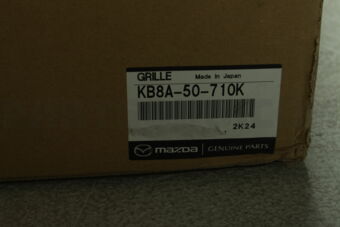 GRILLE Made In Japan
KB8A-50-710K
2K24
mazda GENUINE PARTS